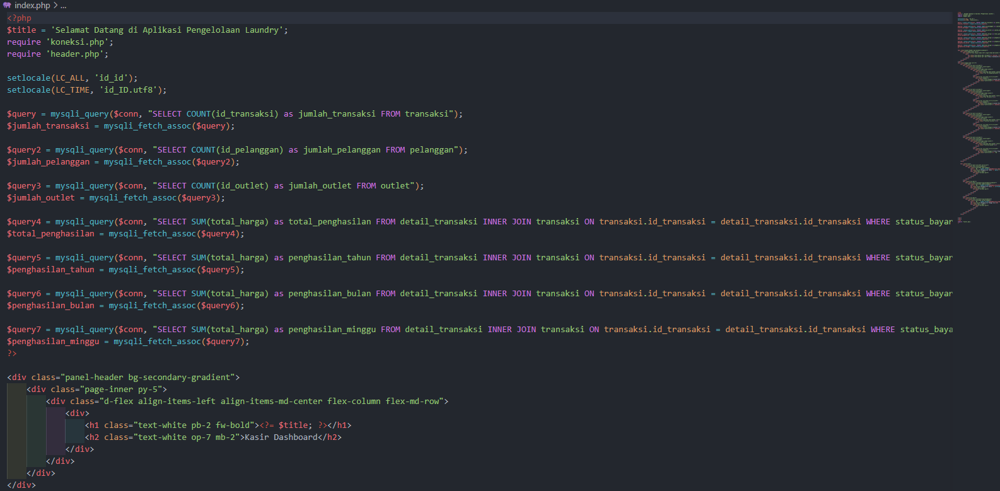 index.php > ...
<?php
$title = 'Selamat Datang di Aplikasi Pengelolaan Laundry';
require 'koneksi.php';
require 'header.php';
setlocale(LC_ALL, 'id_id');
setlocale(LC_TIME, 'id_ID.utf8');
$query = mysqli_query($conn, "SELECT COUNT(id_transaksi) as jumlah_transaksi FROM transaksi");
$jumlah_transaksi = mysqli_fetch_assoc($query);
$query2 = mysqli_query($conn, "SELECT COUNT(id_pelanggan) as jumlah_pelanggan FROM pelanggan");
$jumlah_pelanggan = mysqli_fetch_assoc($query2);
$query3 = mysqli_query($conn, "SELECT COUNT(id_outlet) as jumlah_outlet FROM outlet");
$jumlah_outlet = mysqli_fetch_assoc($query3);
$query4 = mysqli_query($conn, "SELECT SUM(total_harga) as total_penghasilan FROM detail_transaksi INNER JOIN transaksi ON transaksi.id_transaksi = detail_transaksi.id_transaksi WHERE status_bayar
$total_penghasilan = mysqli_fetch_assoc($query4);
$query5 = mysqli_query($conn, "SELECT SUM(total_harga) as penghasilan_tahun FROM detail_transaksi INNER JOIN transaksi ON transaksi.id_transaksi = detail_transaksi.id_transaksi WHERE status_bayar
$penghasilan_tahun = mysqli_fetch_assoc($query5);
$query6 = mysqli_query($conn, "SELECT SUM(total_harga) as penghasilan_bulan FROM detail_transaksi INNER JOIN transaksi ON transaksi.id_transaksi = detail_transaksi.id_transaksi WHERE status_bayar
$penghasilan_bulan = mysqli_fetch_assoc($query6);
$query7 = mysqli_query($conn, "SELECT SUM(total_harga) as penghasilan_minggu FROM detail_transaksi INNER JOIN transaksi ON transaksi.id_transaksi = detail_transaksi.id_transaksi WHERE status_baya
$penghasilan_minggu = mysqli_fetch_assoc($query7);
?>
<div class="panel-header bg-secondary-gradient">
<div class="page-inner py-5">
<div class="d-flex align-items-left align-items-md-center flex-column flex-md-row">
<div>
<h1 class="text-white pb-2 fw-bold"><?= $title; ?></h1>
<h2 class="text-white op-7 mb-2">Kasir Dashboard</h2>
</div>
</div>
</div>
</div>